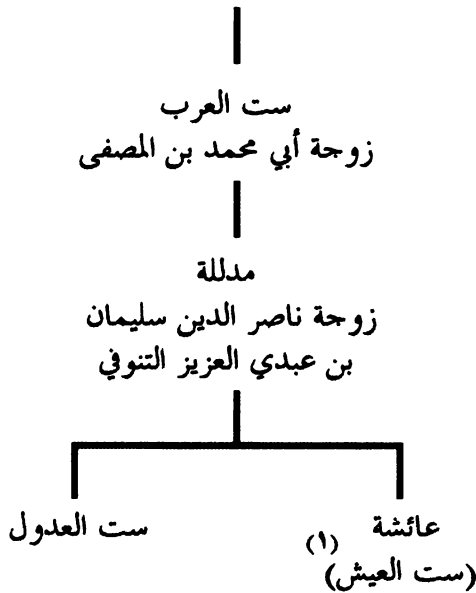 ست العرب
زوجة أبي محمد بن المصفى
مدللة
زوجة ناصر الدين سليمان
بن عبدي العزيز التنوفي
عائشة
(ست العيش) (١)
ست العدول